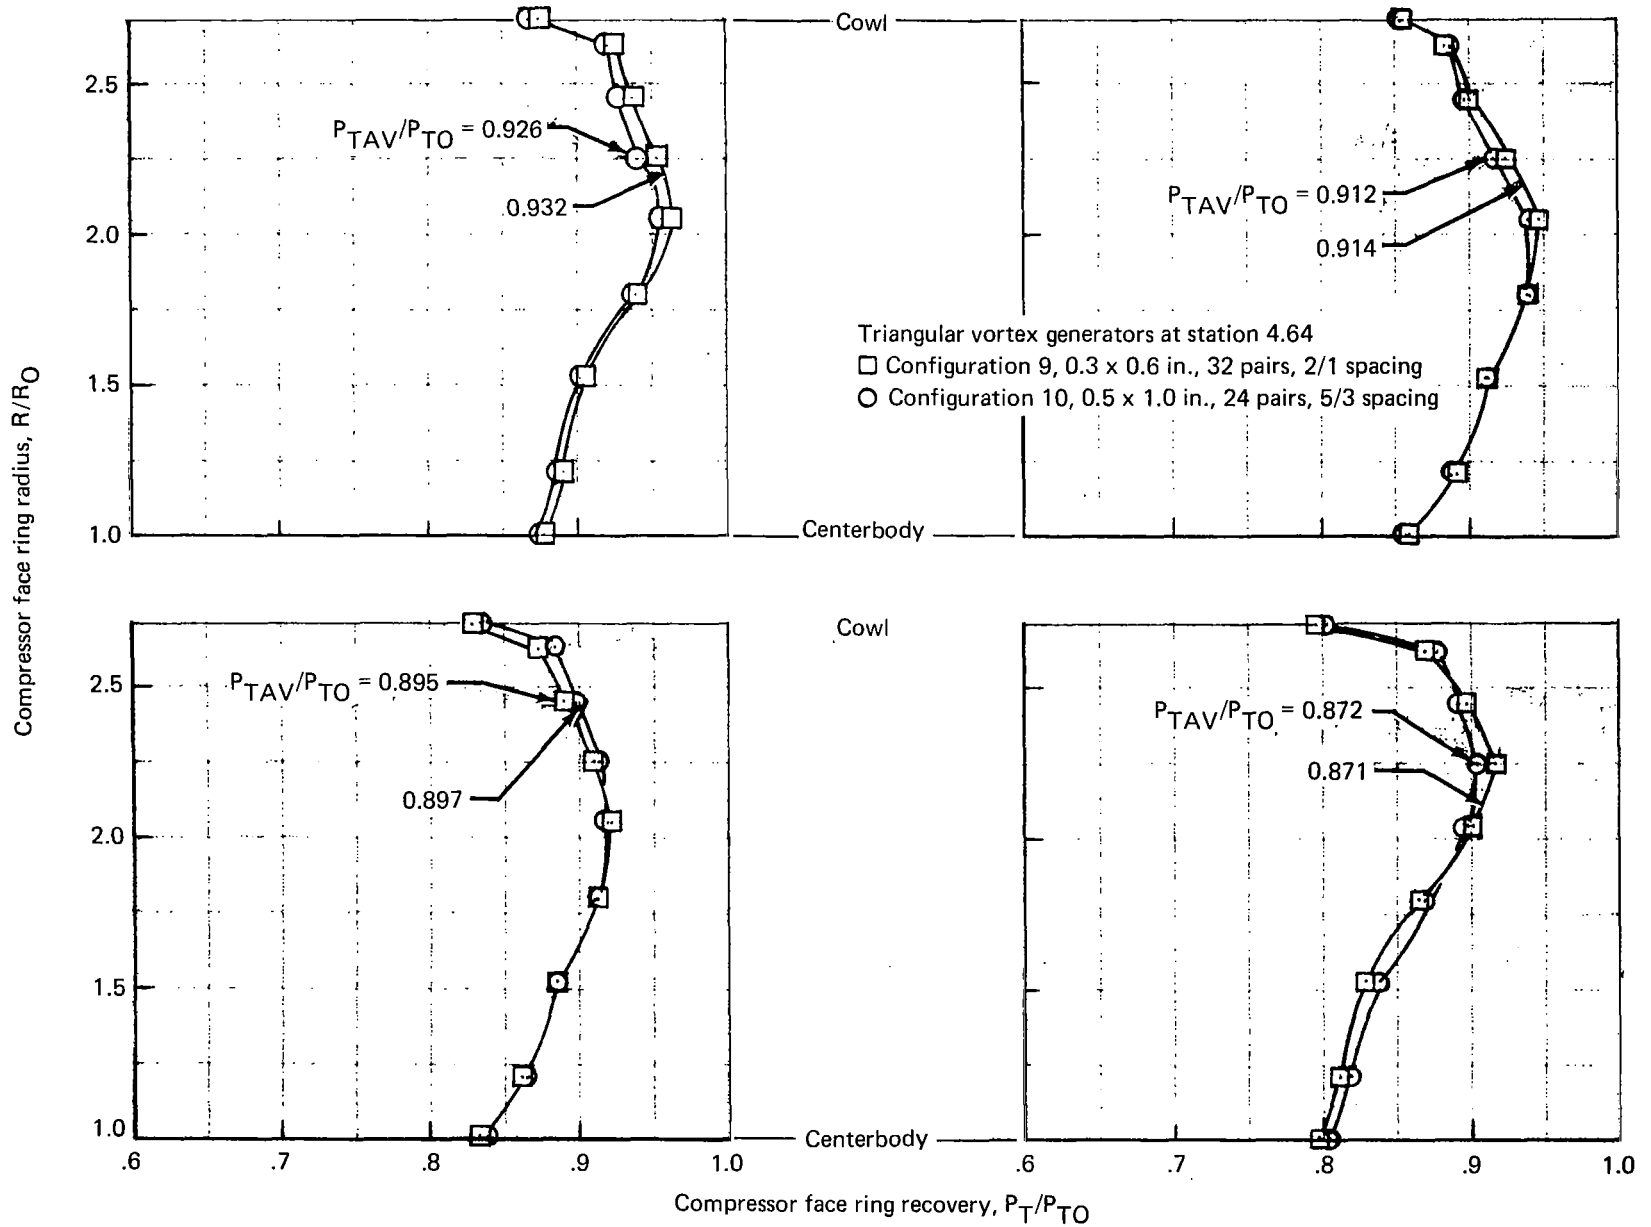 Cowl
2.5
P_TAV/P_TO = 0.926
0.932
2.0
1.5
1.0
Centerbody
P_TAV/P_TO = 0.912
0.914
Triangular vortex generators at station 4.64
□ Configuration 9, 0.3 x 0.6 in., 32 pairs, 2/1 spacing
○ Configuration 10, 0.5 x 1.0 in., 24 pairs, 5/3 spacing
Compressor face ring radius, R/R_O
Cowl
2.5
P_TAV/P_TO = 0.895
0.897
2.0
1.5
1.0
Centerbody
P_TAV/P_TO = 0.872
0.871
.6 .7 .8 .9 1.0
.6 .7 .8 .9 1.0
Compressor face ring recovery, P_T/P_TO